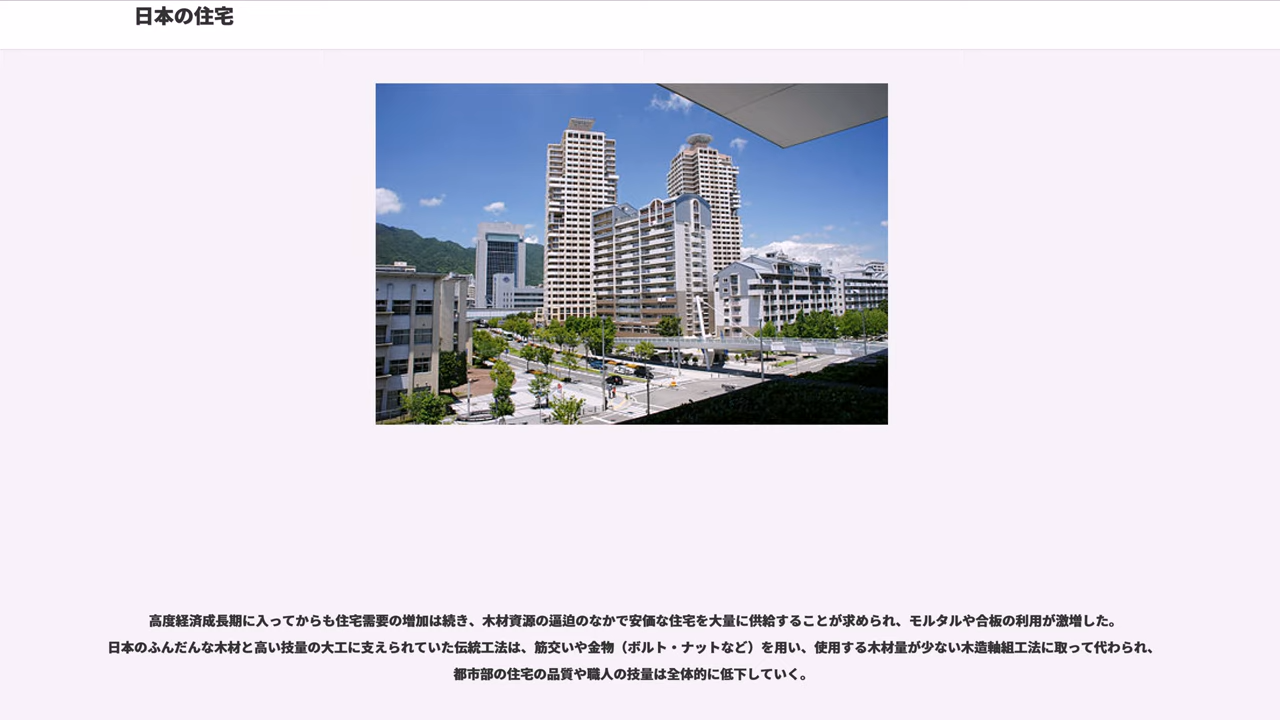 日本の住宅
高度経済成長期に入ってからも住宅需要の増加は続き、木材資源の逼迫のなかで安価な住宅を大量に供給することが求められ、モルタルや合板の利用が激増した。
日本のふんだんな木材と高い技量の大工に支えられていた伝統工法は、筋交いや金物（ボルト・ナットなど）を用い、使用する木材量が少ない木造軸組工法に取って代わられ、
都市部の住宅の品質や職人の技量は全体的に低下していく。